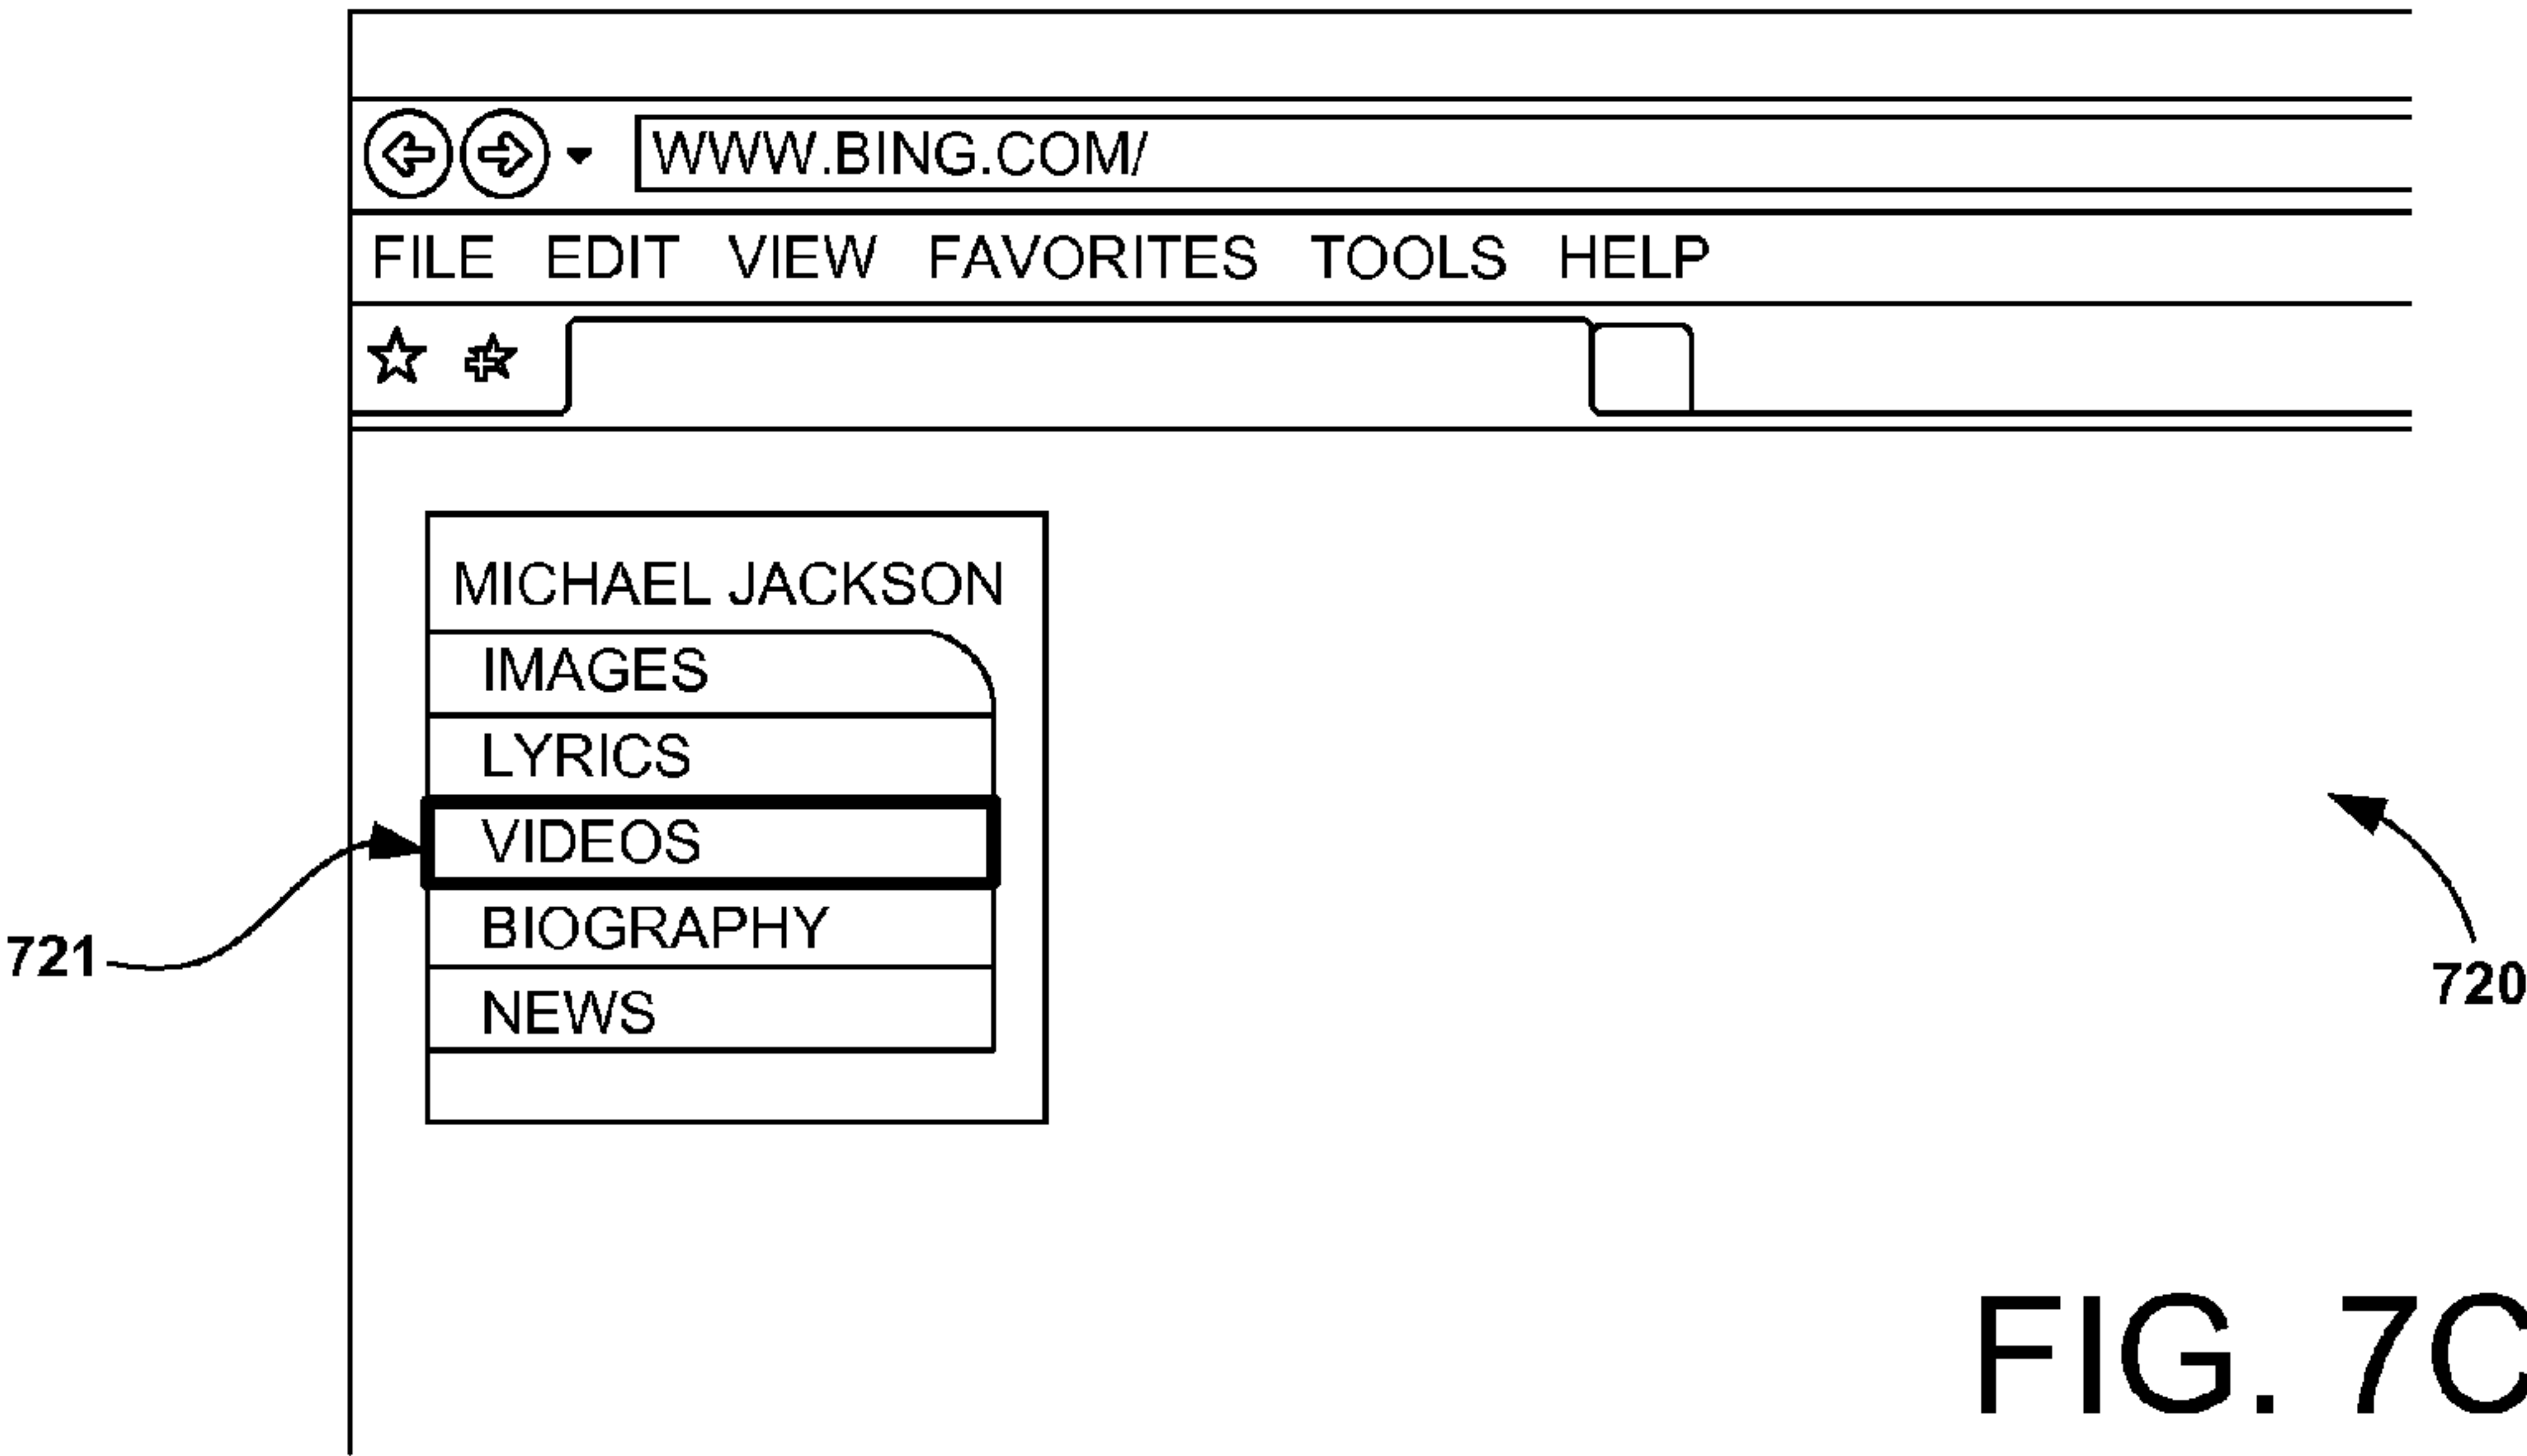 WWW.BING.COM/
FILE EDIT VIEW FAVORITES TOOLS HELP
MICHAEL JACKSON
IMAGES
LYRICS
VIDEOS
BIOGRAPHY
NEWS
721
720
FIG. 7C